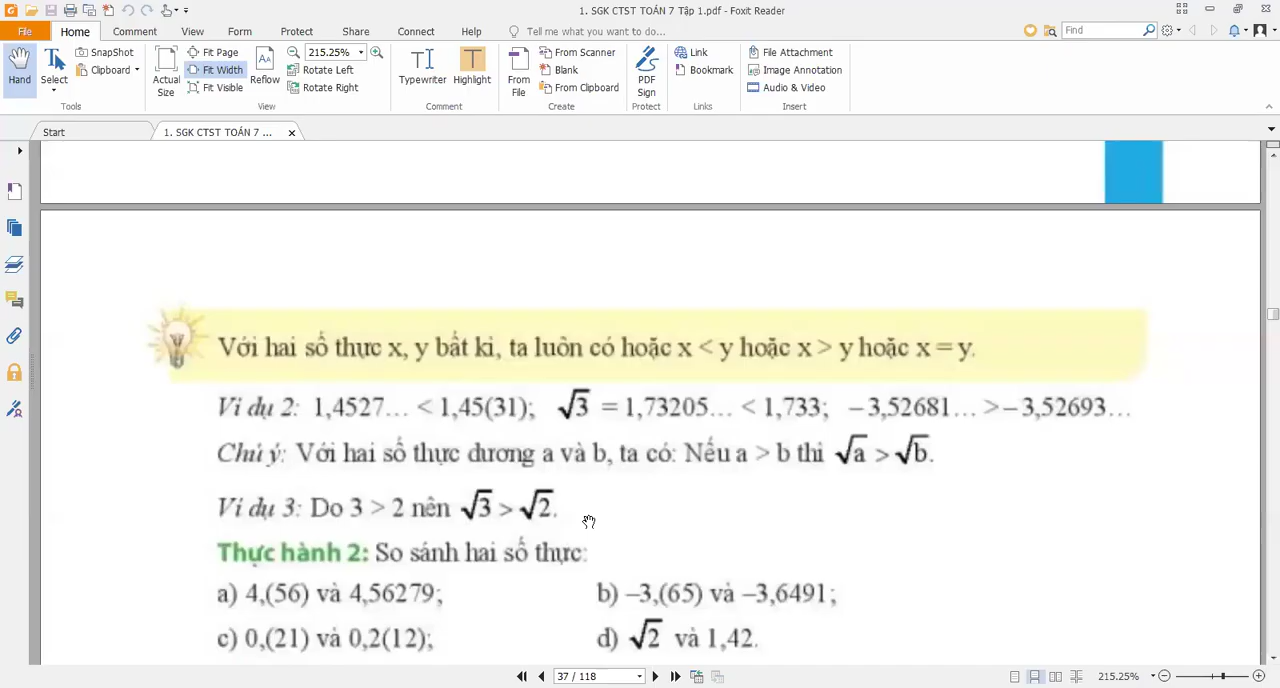 1. SGK CTST TOÁN 7 Tập 1.pdf - Foxit Reader
File Home Comment View Form Protect Share Connect Help Tell me what you want to do... Find
Hand
Select
SnapShot
Clipboard
Tools
Actual Size
Fit Page
Fit Width
Fit Visible
Reflow
215.25%
Rotate Left
Rotate Right
View
Typewriter
Highlight
Comment
From File
From Scanner
Blank
From Clipboard
Create
PDF Sign
Protect
Link
Bookmark
Links
File Attachment
Image Annotation
Audio & Video
Insert
Start
1. SGK CTST TOÁN 7 ...
Với hai số thực x, y bất kì, ta luôn có hoặc x < y hoặc x > y hoặc x = y.
Ví dụ 2: 1,4527… < 1,45(31); √3 = 1,73205… < 1,733; −3,52681… > −3,52693…
Chú ý: Với hai số thực dương a và b, ta có: Nếu a > b thì √a > √b.
Ví dụ 3: Do 3 > 2 nên √3 > √2.
Thực hành 2: So sánh hai số thực:
a) 4,(56) và 4,56279; b) –3,(65) và –3,6491;
c) 0,(21) và 0,2(12); d) √2 và 1,42.
37 / 118
215.25%